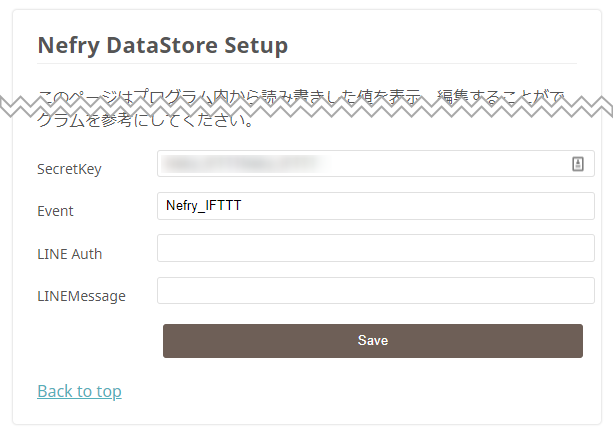 Nefry DataStore Setup
このページはプログラム内から読み書きした値を表示、編集することがで
グラムを参考にしてください。
SecretKey
Event
Nefry_IFTTT
LINE Auth
LINEMessage
Save
Back to top